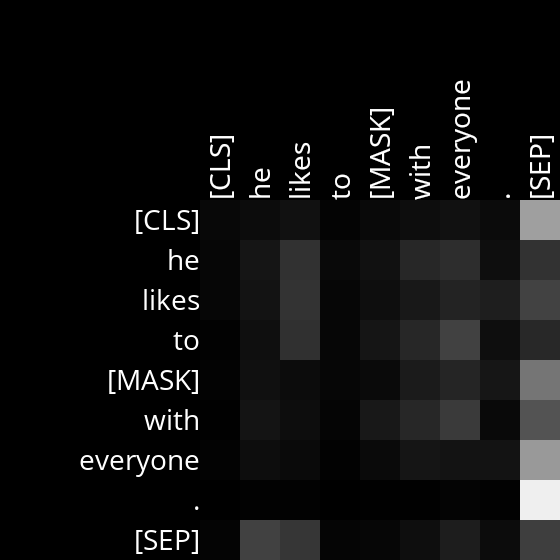 [CLS] he likes to [MASK] with everyone . [SEP]
[CLS]
he
likes
to
[MASK]
with
everyone
.
[SEP]